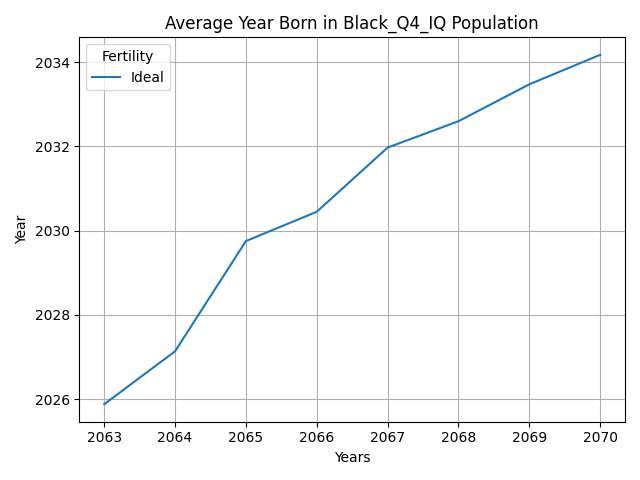 Average Year Born in Black_Q4_IQ Population
Fertility
Ideal
Year
2034
2032
2030
2028
2026
2063 2064 2065 2066 2067 2068 2069 2070
Years